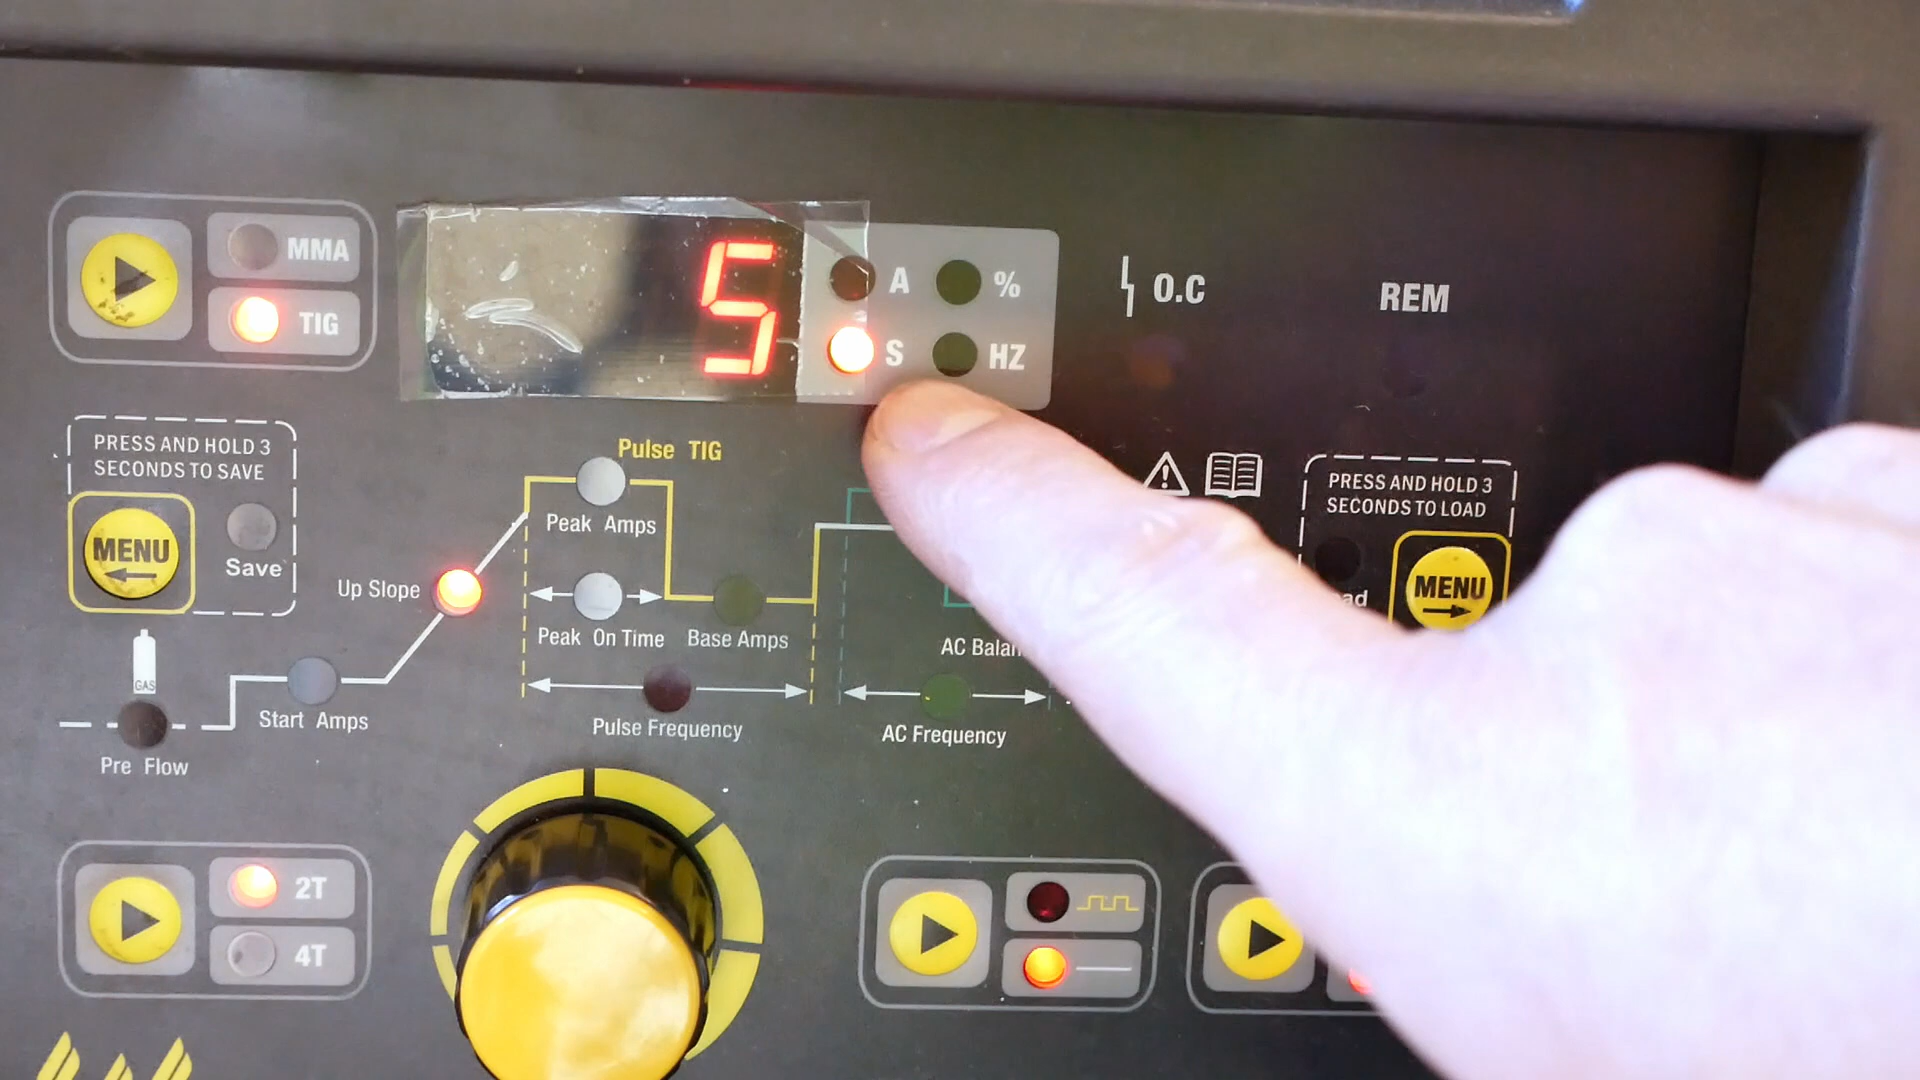 MMA
TIG
5
A
%
S
HZ
O.C
REM
PRESS AND HOLD 3
SECONDS TO SAVE
MENU
Save
Pulse TIG
Peak Amps
Up Slope
Peak On Time
Base Amps
Pulse Frequency
Start Amps
GAS
Pre Flow
AC Balan
AC Frequency
PRESS AND HOLD 3
SECONDS TO LOAD
MENU
ad
2T
4T